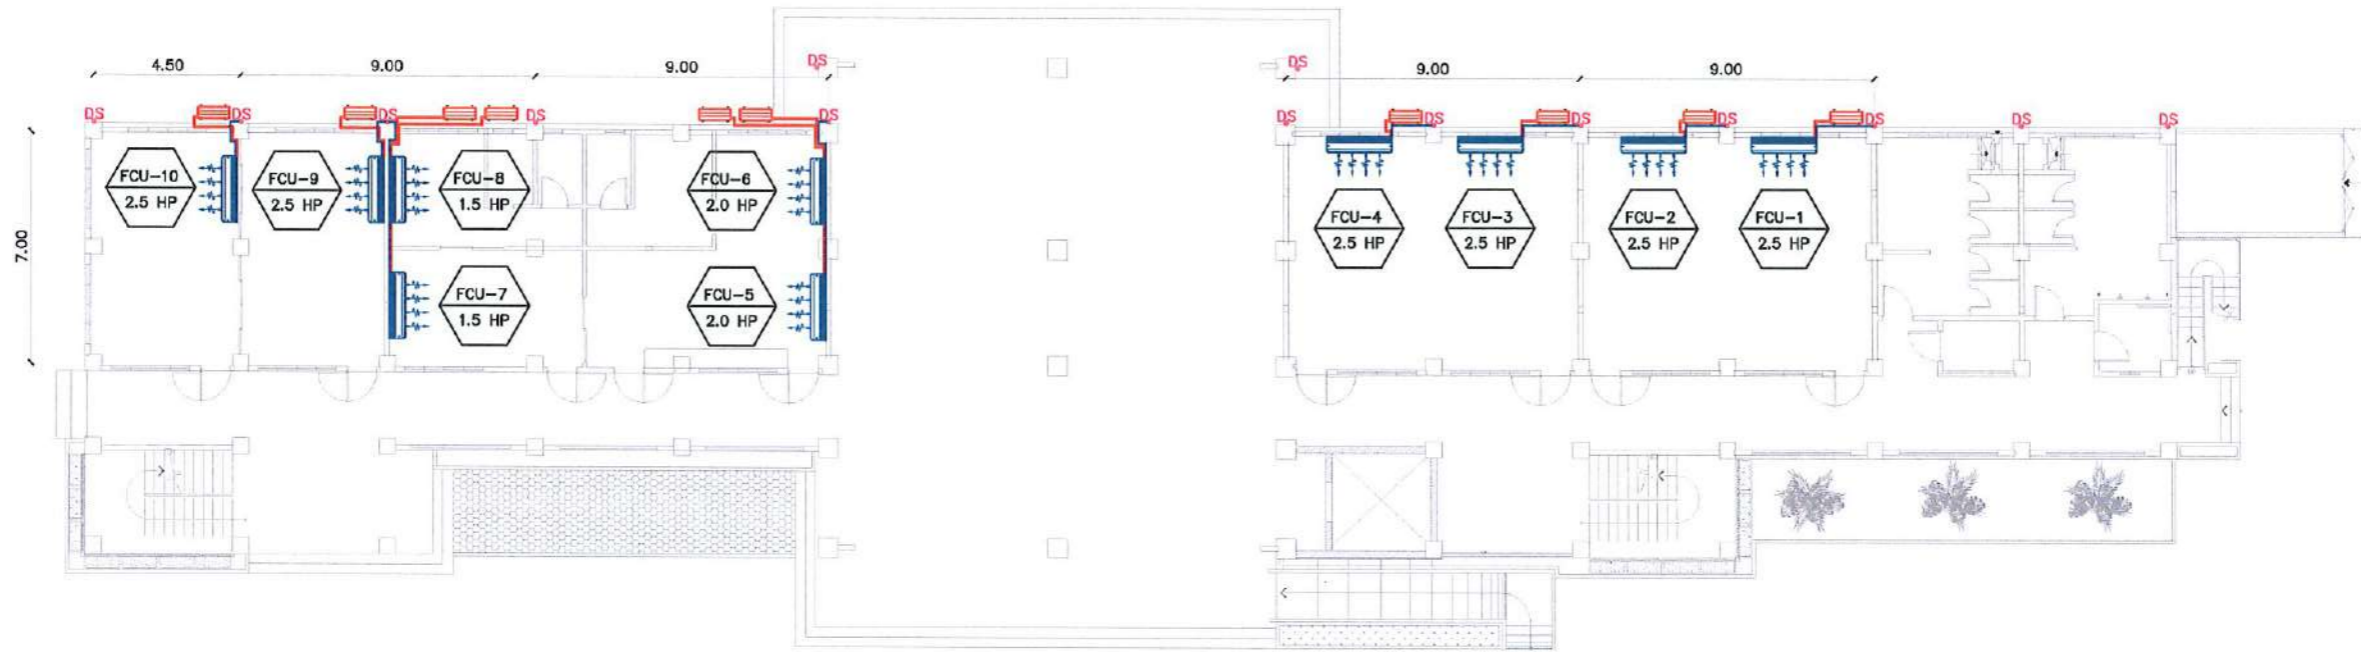 DS
DS
4.50
9.00
9.00
9.00
9.00
DS
DS
DS
DS
DS
DS
DS
DS
DS
DS
DS
7.00
FCU-10
2.5 HP
FCU-9
2.5 HP
FCU-8
1.5 HP
FCU-6
2.0 HP
FCU-4
2.5 HP
FCU-3
2.5 HP
FCU-2
2.5 HP
FCU-1
2.5 HP
FCU-7
1.5 HP
FCU-5
2.0 HP